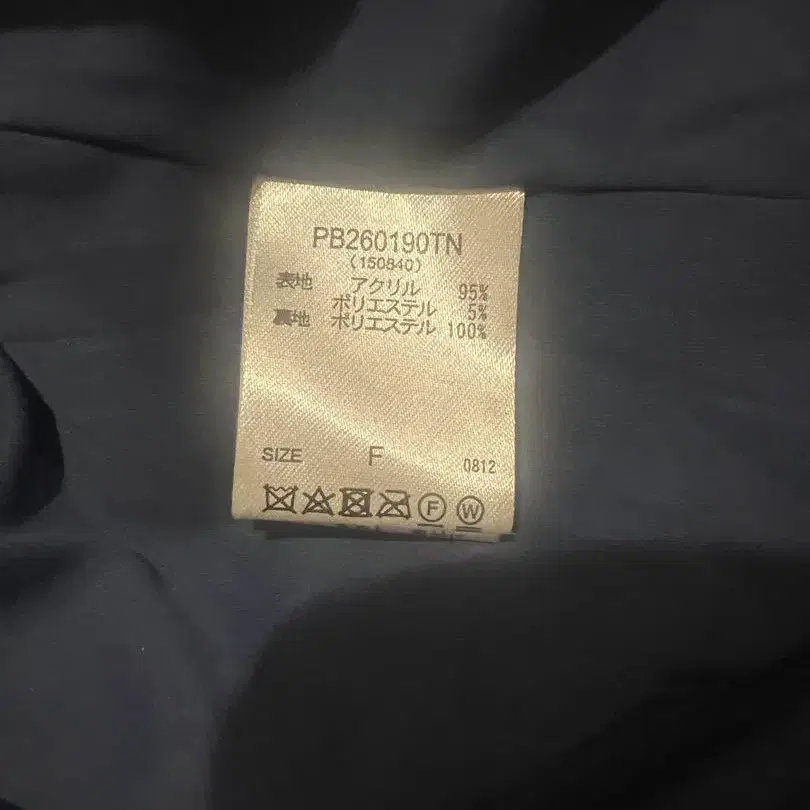 PB260190TN
(150840)
表地 アクリル 95%
ポリエステル 5%
裏地 ポリエステル 100%
SIZE F 0812
F W